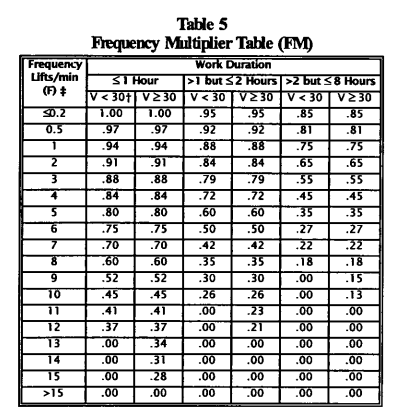 Table 5
Frequency Multiplier Table (FM)
Frequency Lifts/min (F) ‡ Work Duration
≤1 Hour >1 but ≤2 Hours >2 but ≤8 Hours
V < 30† V ≥ 30 V < 30 V ≥ 30 V < 30 V ≥ 30
≤0.2 1.00 1.00 .95 .95 .85 .85
0.5 .97 .97 .92 .92 .81 .81
1 .94 .94 .88 .88 .75 .75
2 .91 .91 .84 .84 .65 .65
3 .88 .88 .79 .79 .55 .55
4 .84 .84 .72 .72 .45 .45
5 .80 .80 .60 .60 .35 .35
6 .75 .75 .50 .50 .27 .27
7 .70 .70 .42 .42 .22 .22
8 .60 .60 .35 .35 .18 .18
9 .52 .52 .30 .30 .00 .15
10 .45 .45 .26 .26 .00 .13
11 .41 .41 .00 .23 .00 .00
12 .37 .37 .00 .21 .00 .00
13 .00 .34 .00 .00 .00 .00
14 .00 .31 .00 .00 .00 .00
15 .00 .28 .00 .00 .00 .00
>15 .00 .00 .00 .00 .00 .00